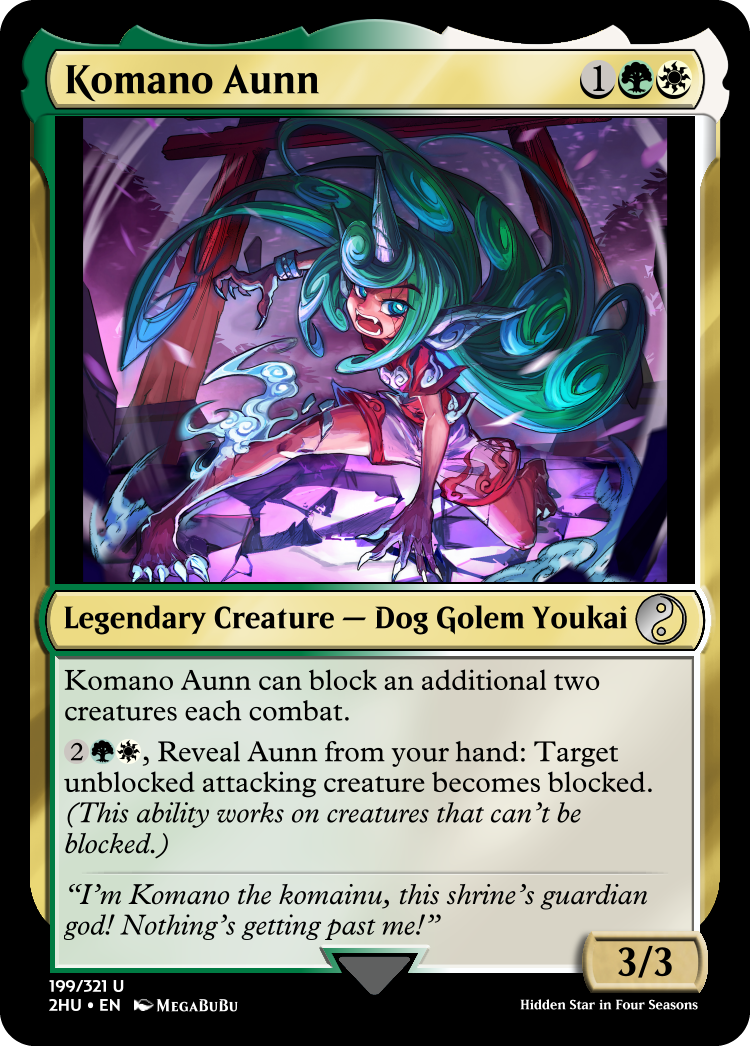 Komano Aunn 1
Legendary Creature — Dog Golem Youkai
Komano Aunn can block an additional two
creatures each combat.
2, Reveal Aunn from your hand: Target
unblocked attacking creature becomes blocked.
(This ability works on creatures that can't be
blocked.)
“I'm Komano the komainu, this shrine's guardian
god! Nothing's getting past me!”
3/3
199/321 U
2HU • EN MegaBuBu
Hidden Star in Four Seasons